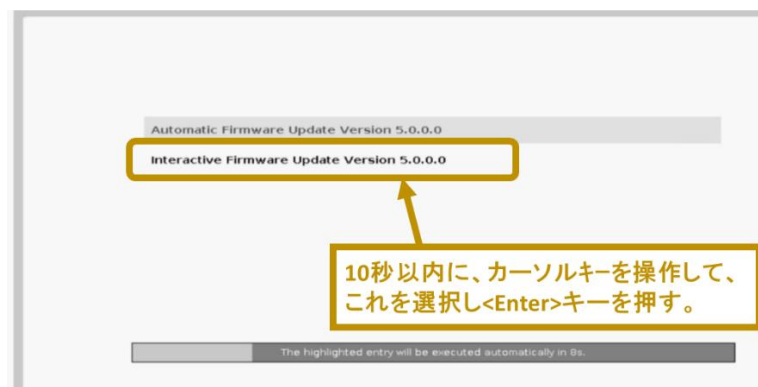 Automatic Firmware Update Version 5.0.0.0
Interactive Firmware Update Version 5.0.0.0
10秒以内に、カーソルキーを操作して、
これを選択し<Enter>キーを押す。
The highlighted entry will be executed automatically in 8s.